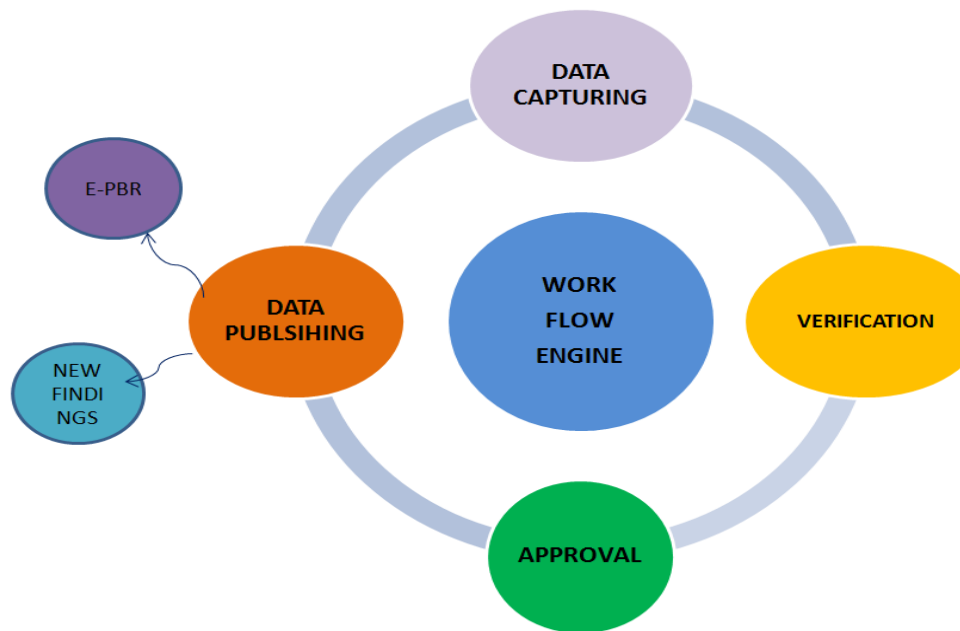 DATA
CAPTURING
E-PBR
WORK
FLOW
ENGINE
DATA
PUBLSIHING
VERIFICATION
NEW
FINDI
NGS
APPROVAL